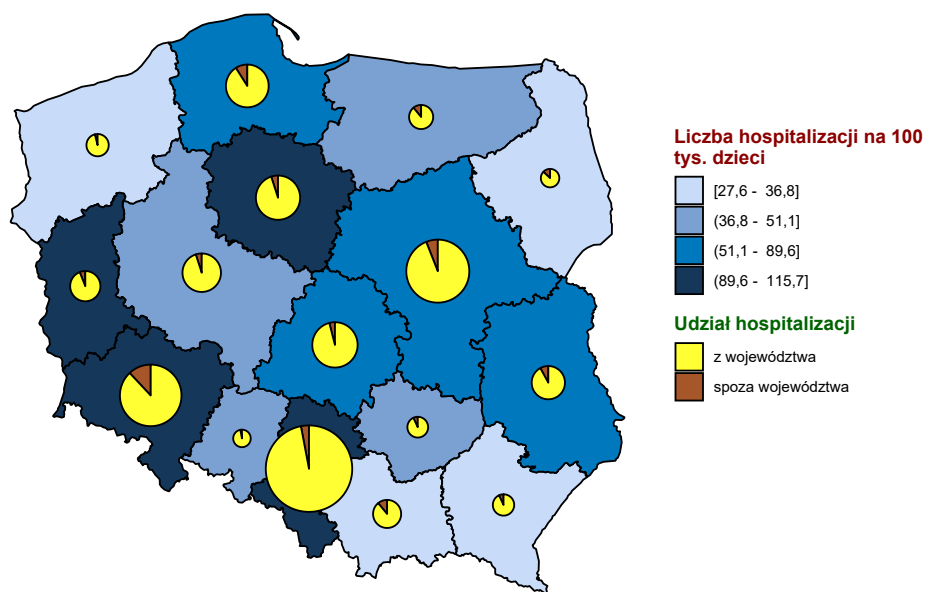 Liczba hospitalizacji na 100
tys. dzieci
[27,6 - 36,8]
(36,8 - 51,1]
(51,1 - 89,6]
(89,6 - 115,7]
Udział hospitalizacji
z województwa
spoza województwa